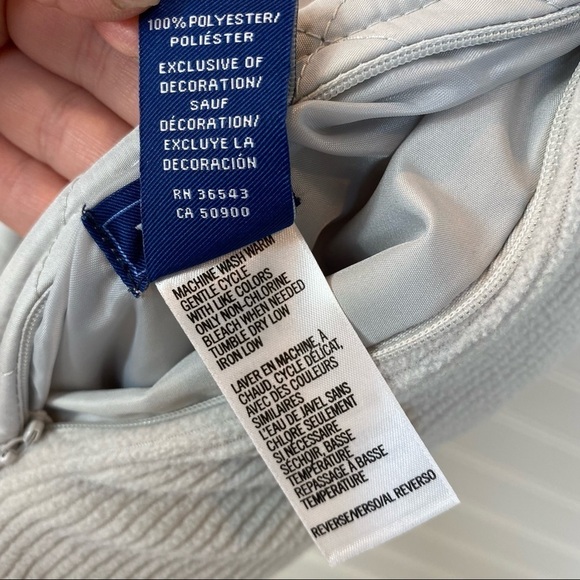 100% POLYESTER/
POLIÉSTER
EXCLUSIVE OF
DECORATION/
SAUF
DÉCORATION/
EXCLUYE LA
DECORACIÓN
RN 36543
CA 50900
MACHINE WASH WARM
GENTLE CYCLE
WITH LIKE COLORS
ONLY NON-CHLORINE
BLEACH WHEN NEEDED
TUMBLE DRY LOW
IRON LOW
LAVER EN MACHINE, À
CHAUD, CYCLE DÉLICAT,
AVEC DES COULEURS
SIMILAIRES
L'EAU DE JAVEL SANS
CHLORE SEULEMENT
SI NÉCESSAIRE
SÉCHOIR, BASSE
TEMPÉRATURE
REPASSAGE À BASSE
TEMPÉRATURE
REVERSE/VERSO/AL REVERSO